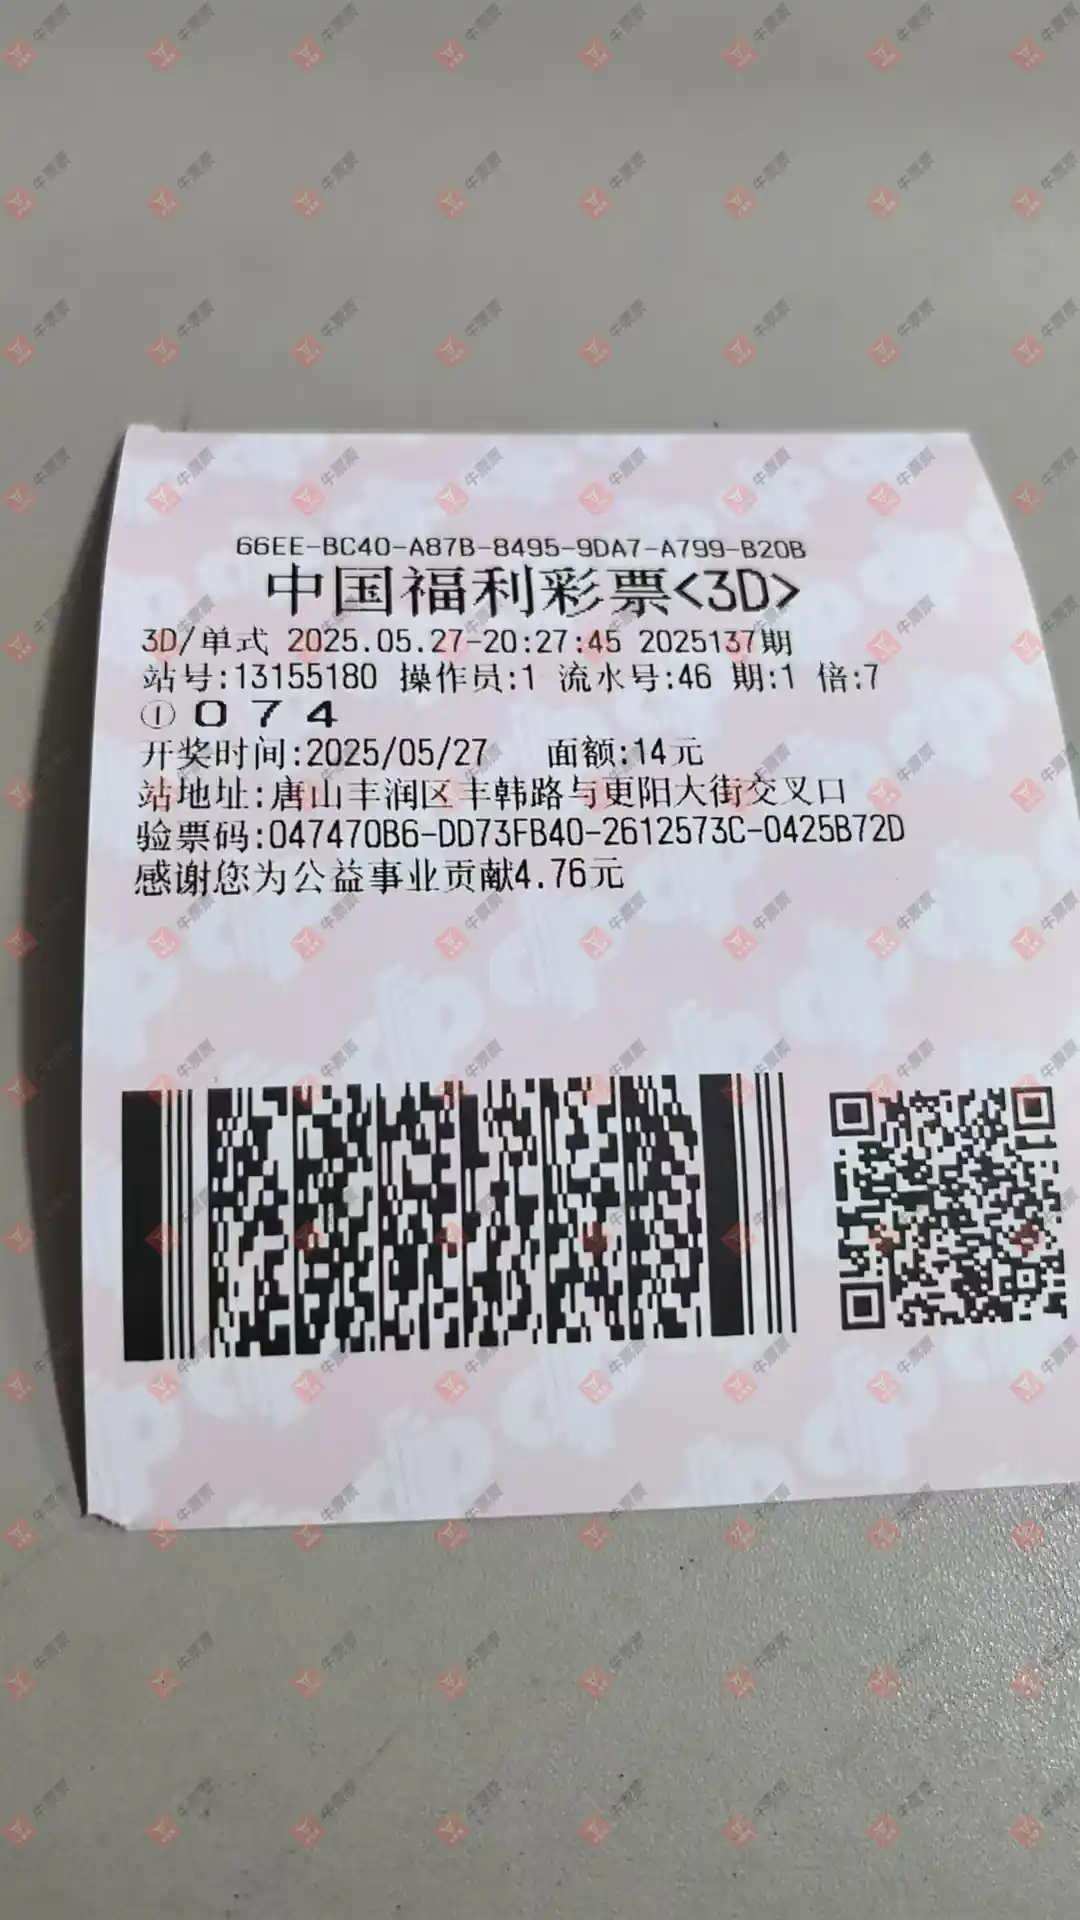 66EE-BC40-A87B-8495-9DA7-A799-B20B
中国福利彩票<3D>
3D/单式 2025.05.27-20:27:45 2025137期
站号:13155180 操作员:1 流水号:46 期:1 倍:7
① 0 7 4
开奖时间:2025/05/27 面额:14元
站地址:唐山丰润区丰韩路与更阳大街交叉口
验票码:047470B6-DD73FB40-2612573C-0425B72D
感谢您为公益事业贡献4.76元
牛票票